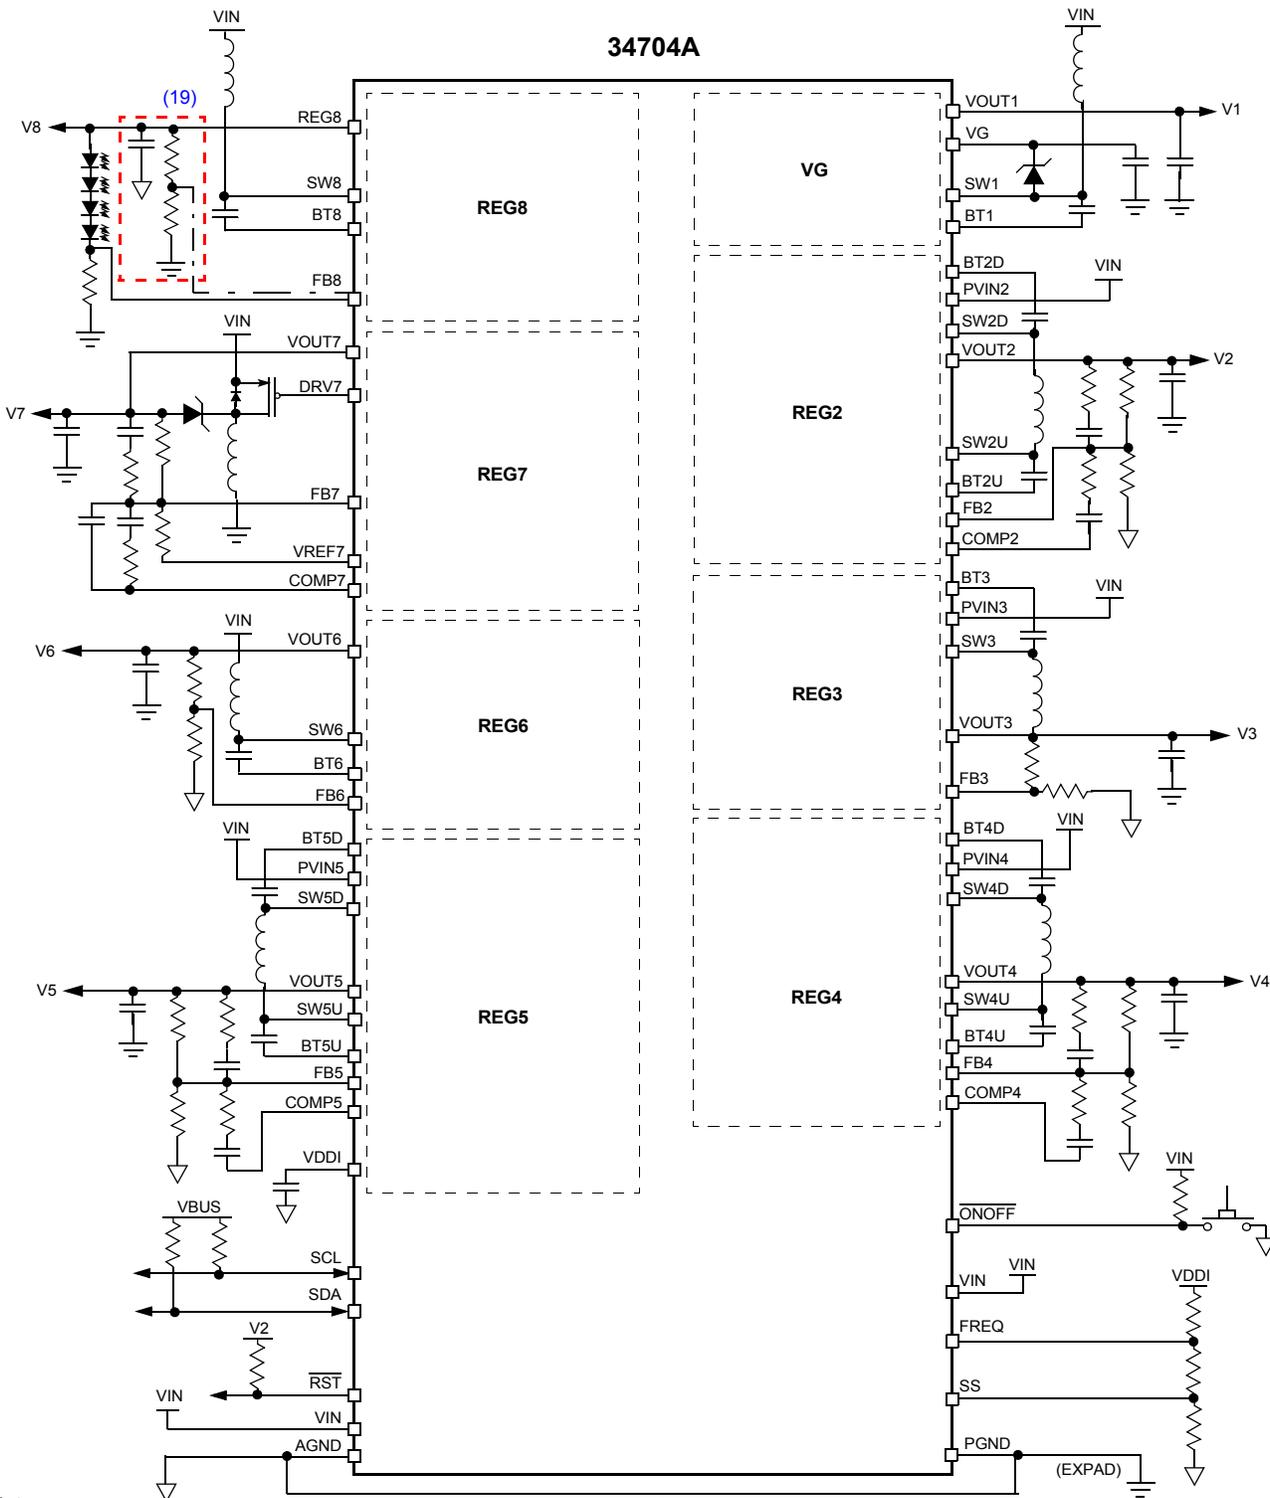 34704A
VIN
(19)
V8
REG8
SW8
BT8
FB8
REG8
VIN
VOUT7
DRV7
V7
FB7
VREF7
COMP7
REG7
VIN
VOUT6
V6
SW6
BT6
FB6
REG6
VIN
BT5D
PVIN5
SW5D
VOUT5
V5
SW5U
BT5U
FB5
COMP5
VDDI
REG5
VBUS
SCL
SDA
V2
RST
VIN
VIN
AGND
VIN
VOUT1
V1
VG
VG
SW1
BT1
BT2D
VIN
PVIN2
SW2D
VOUT2
V2
REG2
SW2U
BT2U
FB2
COMP2
BT3
VIN
PVIN3
SW3
REG3
VOUT3
V3
FB3
VIN
BT4D
PVIN4
SW4D
VOUT4
V4
REG4
SW4U
BT4U
FB4
COMP4
VIN
ONOFF
VIN
VIN
VDDI
FREQ
SS
PGND
(EXPAD)